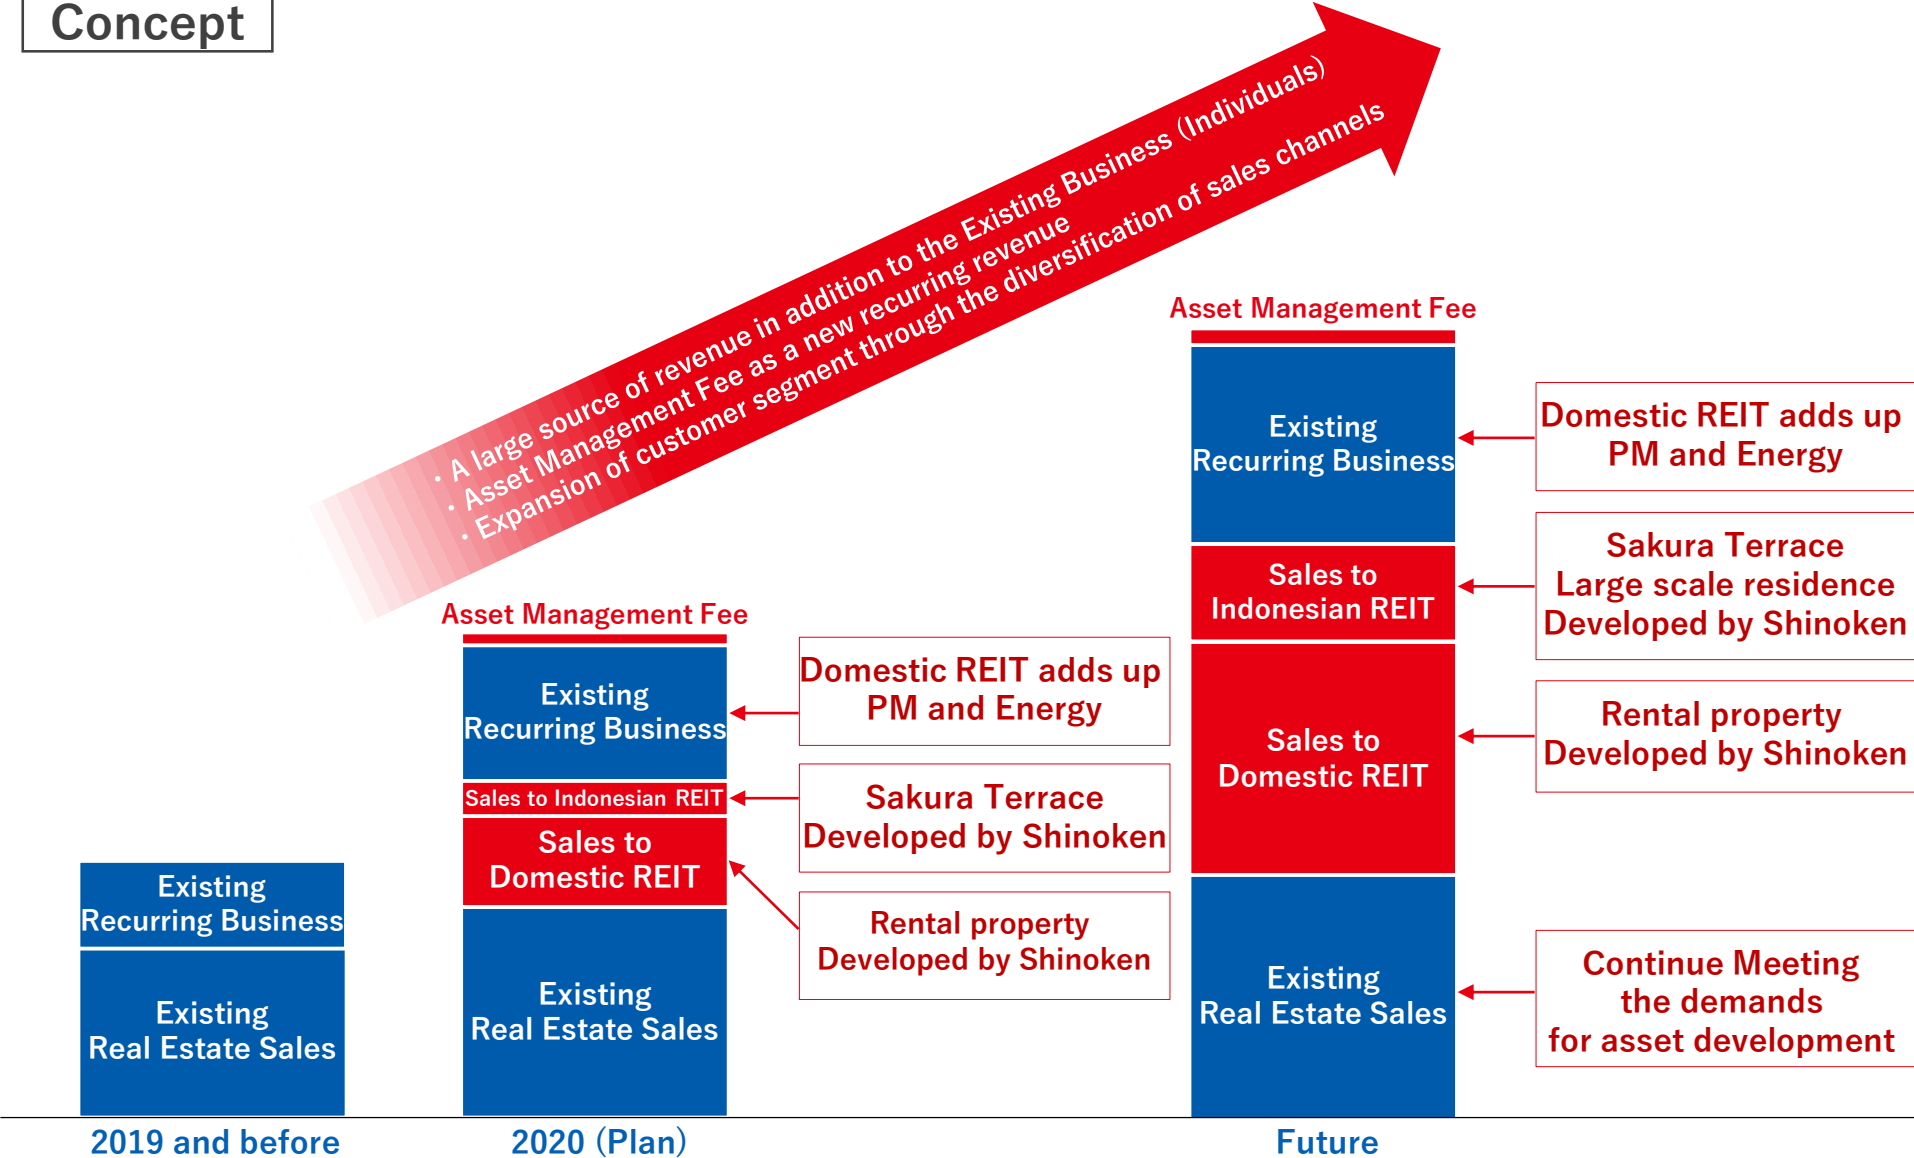 Concept
・A large source of revenue in addition to the Existing Business (Individuals)
・Asset Management Fee as a new recurring revenue
・Expansion of customer segment through the diversification of sales channels
Existing
Recurring Business
Existing
Real Estate Sales
2019 and before
Asset Management Fee
Existing
Recurring Business
Sales to Indonesian REIT
Sales to
Domestic REIT
Existing
Real Estate Sales
2020 (Plan)
Domestic REIT adds up
PM and Energy
Sakura Terrace
Developed by Shinoken
Rental property
Developed by Shinoken
Asset Management Fee
Existing
Recurring Business
Sales to
Indonesian REIT
Sales to
Domestic REIT
Existing
Real Estate Sales
Future
Domestic REIT adds up
PM and Energy
Sakura Terrace
Large scale residence
Developed by Shinoken
Rental property
Developed by Shinoken
Continue Meeting
the demands
for asset development